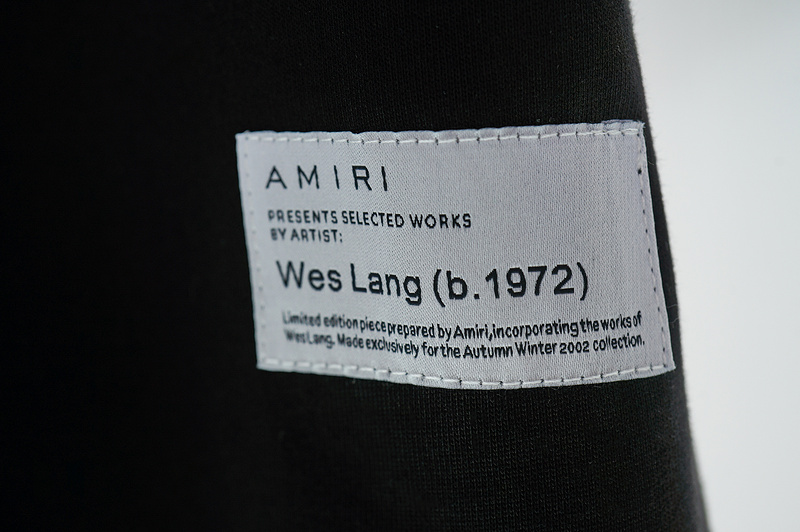 AMIRI
PRESENTS SELECTED WORKS
BY ARTIST:
Wes Lang (b.1972)
Limited edition piece prepared by Amiri,incorporating the works of
Wes Lang. Made exclusively for the Autumn Winter 2002 collection.